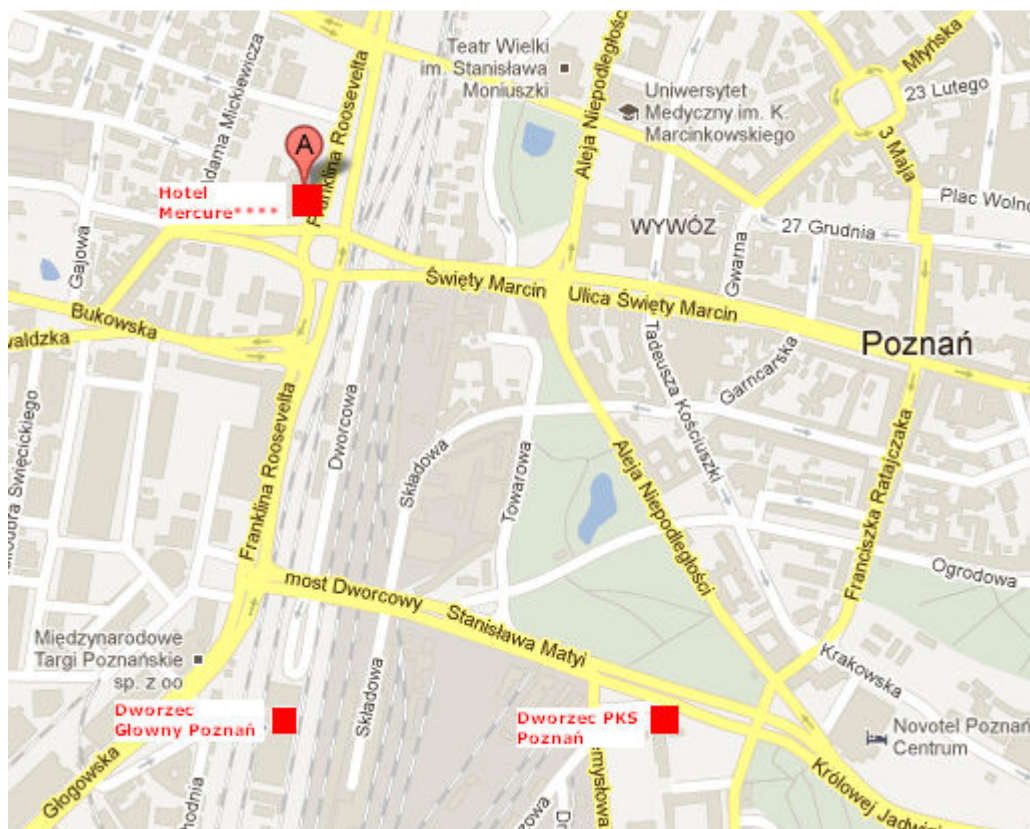 Teatr Wielki
im. Stanisława
Moniuszki
Aleja Niepodległości
Młyńska
23 Lutego
Uniwersytet
Medyczny im. K.
Marcinkowskiego
3 Maja
Adama Mickiewicza
Franklina Roosevelta
A
Hotel
Mercure****
Plac Wolno
WYWÓZ
27 Grudnia
Gajowa
Gwarna
Święty Marcin
Ulica Święty Marcin
Bukowska
waldzka
Poznań
Tadeusza Kościuszki
Garncarska
Franklina Roosevelta
Dworcowa
Składowa
Towarowa
Aleja Niepodległości
Franciszka Ratajczaka
Ogrodowa
most Dworcowy
Stanisława Matyi
Międzynarodowe
Targi Poznańskie
sp. z oo
Krakowska
Składowa
Dworzec
Głowny Poznań
Dworzec PKS
Poznań
Novotel Poznań
Centrum
Głogowska
hodnia
mysłowa
Królowej Jadwi